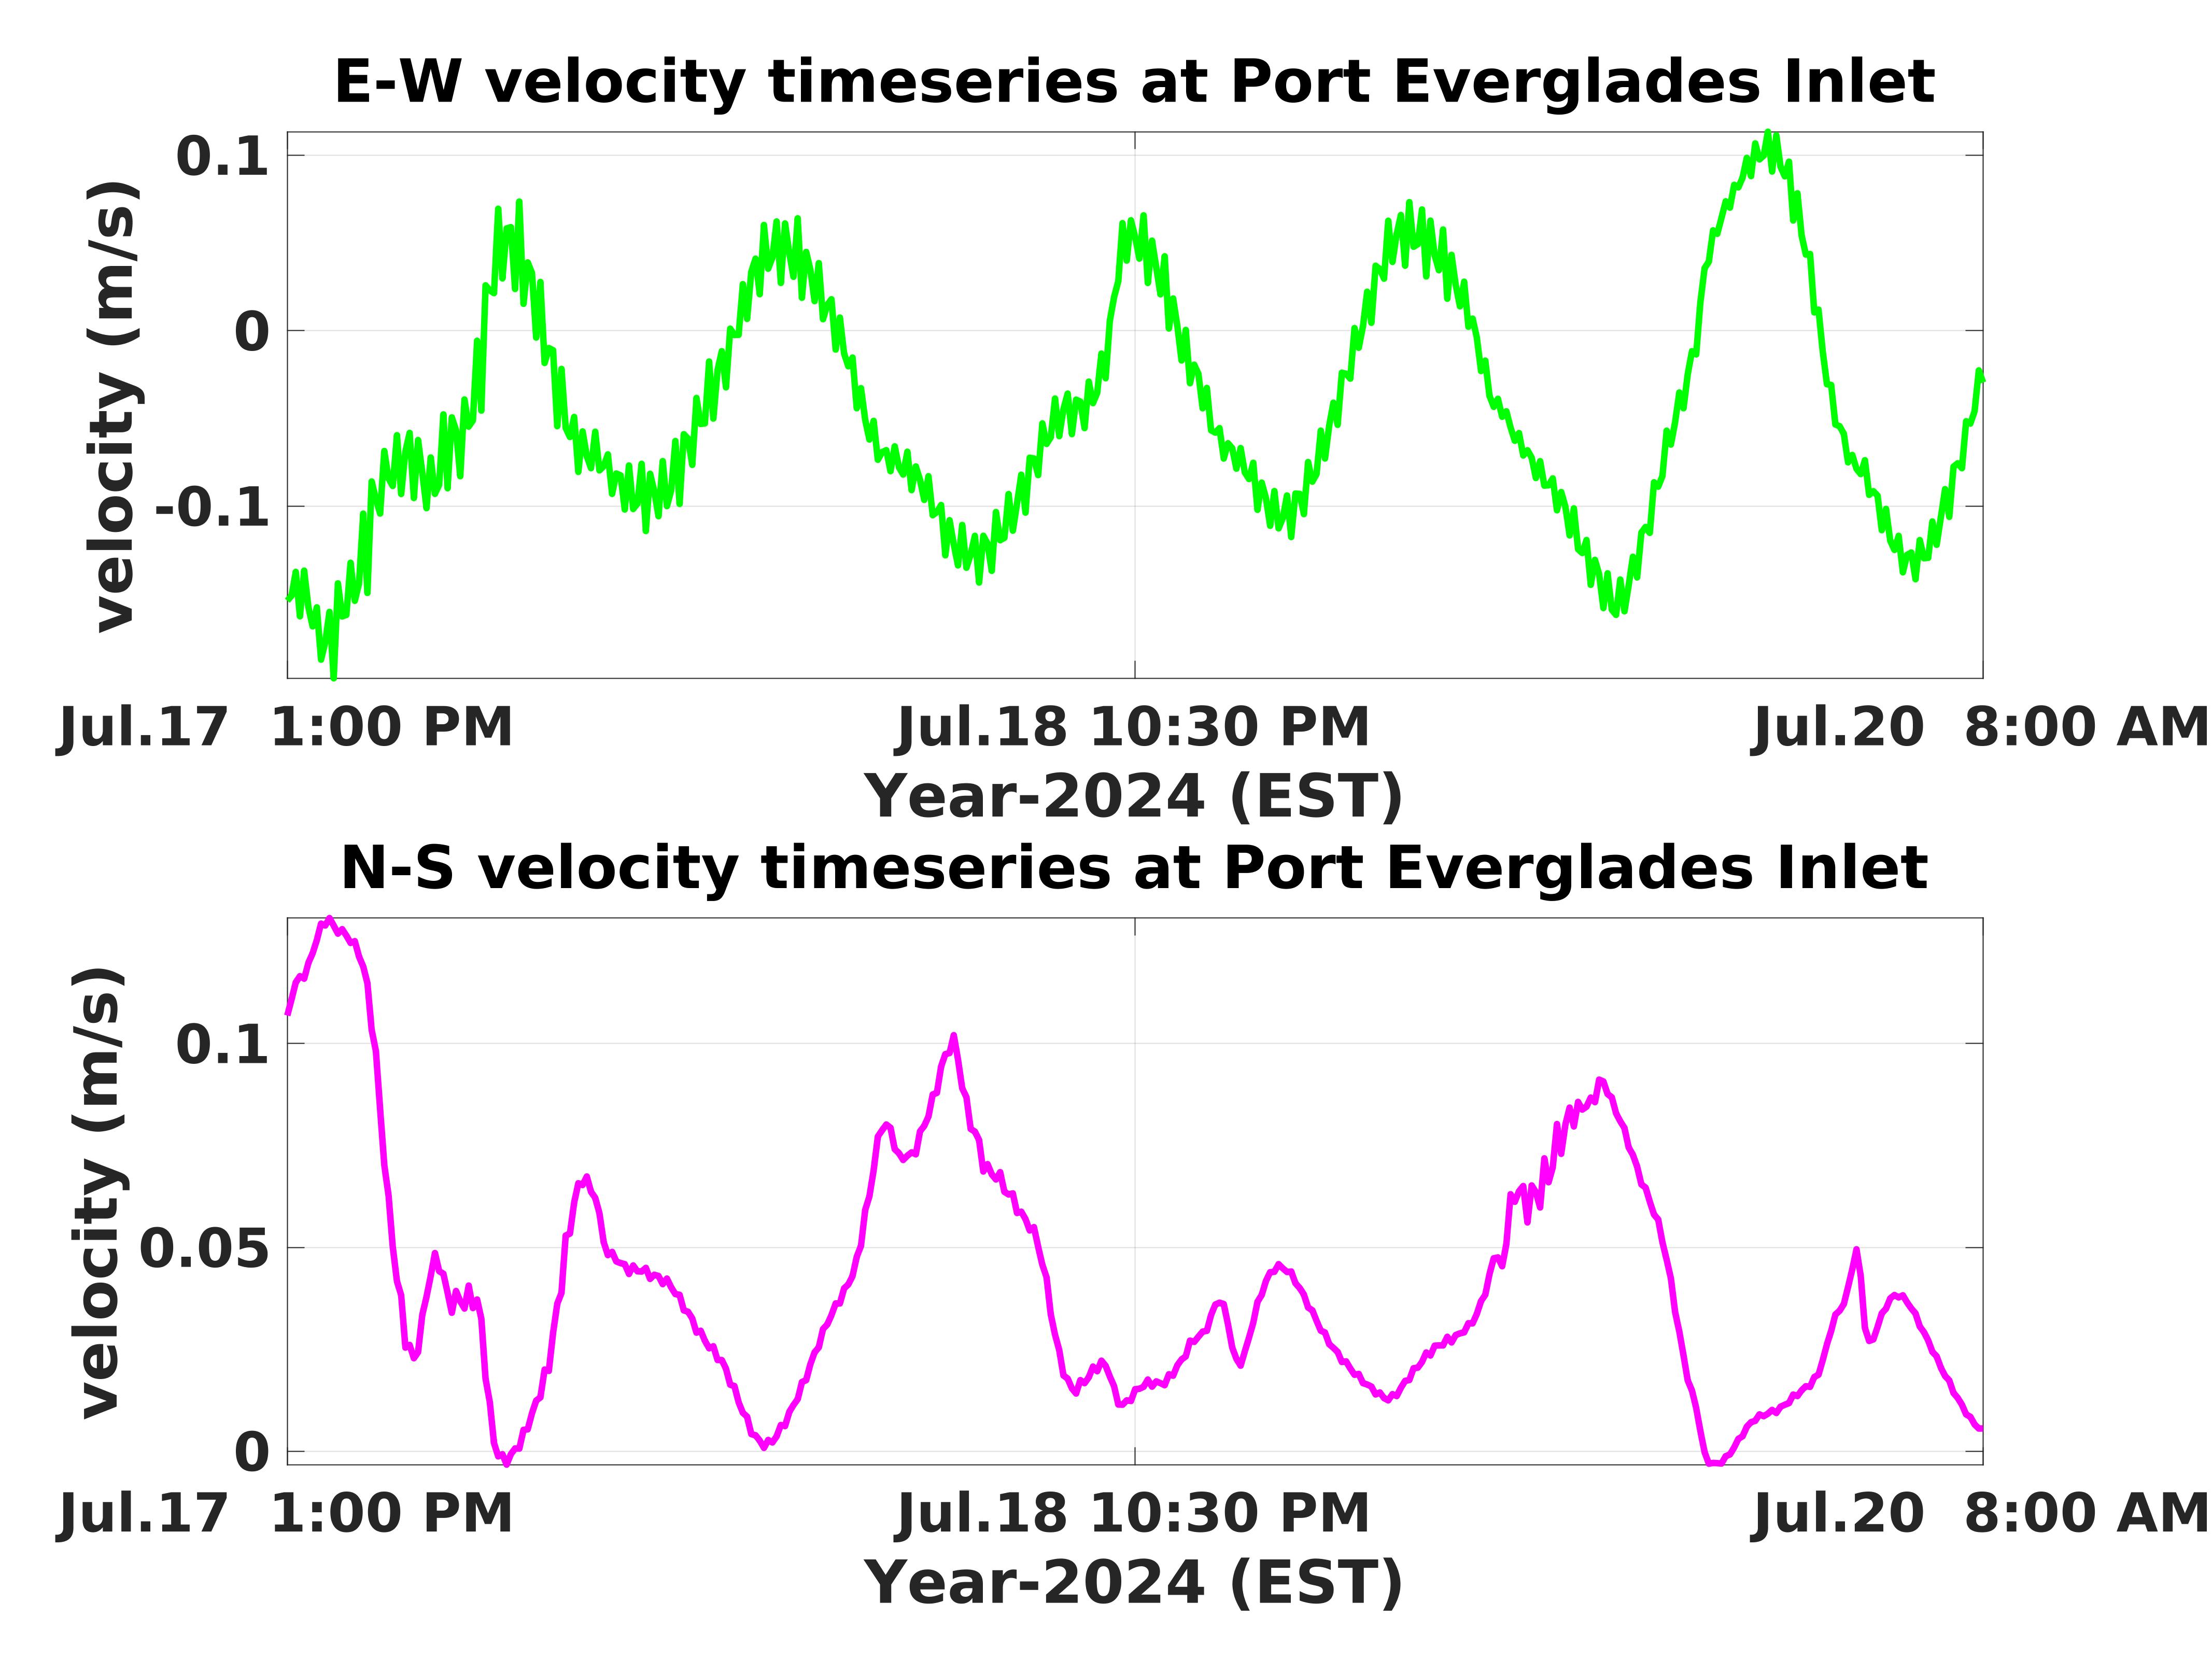 E-W velocity timeseries at Port Everglades Inlet
velocity (m/s)
0.1
0
-0.1
Jul.17  1:00 PM
Jul.18 10:30 PM
Jul.20  8:00 AM
Year-2024 (EST)
N-S velocity timeseries at Port Everglades Inlet
velocity (m/s)
0.1
0.05
0
Jul.17  1:00 PM
Jul.18 10:30 PM
Jul.20  8:00 AM
Year-2024 (EST)